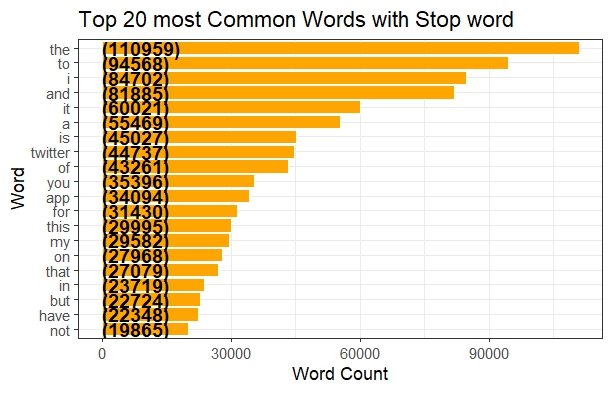 Top 20 most Common Words with Stop word
the (110959)
to (94568)
i (84702)
and (81885)
it (60021)
a (55469)
is (45027)
twitter (44737)
of (43261)
you (35396)
app (34094)
for (31430)
this (29995)
my (29582)
on (27968)
that (27079)
in (23719)
but (22724)
have (22348)
not (19865)
Word
0 30000 60000 90000
Word Count